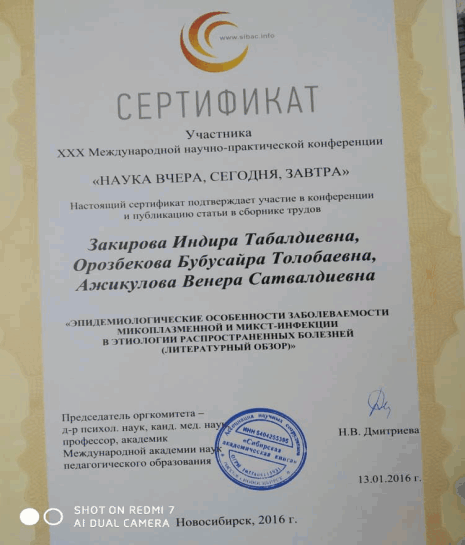 www.sibac.info
СЕРТИФИКАТ
Участника
XXX Международной научно-практической конференции
«НАУКА ВЧЕРА, СЕГОДНЯ, ЗАВТРА»
Настоящий сертификат подтверждает участие в конференции
и публикацию статьи в сборнике трудов
Закирова Индира Табалдиевна,
Орозбекова Бубусайра Толобаевна,
Ажикулова Венера Сатвалдиевна
«ЭПИДЕМИОЛОГИЧЕСКИЕ ОСОБЕННОСТИ ЗАБОЛЕВАЕМОСТИ
МИКОПЛАЗМЕННОЙ И МИКСТ-ИНФЕКЦИИ
В ЭТИОЛОГИИ РАСПРОСТРАНЕННЫХ БОЛЕЗНЕЙ
(ЛИТЕРАТУРНЫЙ ОБЗОР)»
Председатель оргкомитета –
д-р психол. наук, канд. мед. наук,
профессор, академик
Международной академии наук
педагогического образования
ИНН 5404255305
«Сибирская
академическая книга»
Н.В. Дмитриева
13.01.2016 г.
Новосибирск, 2016 г.
SHOT ON REDMI 7
AI DUAL CAMERA